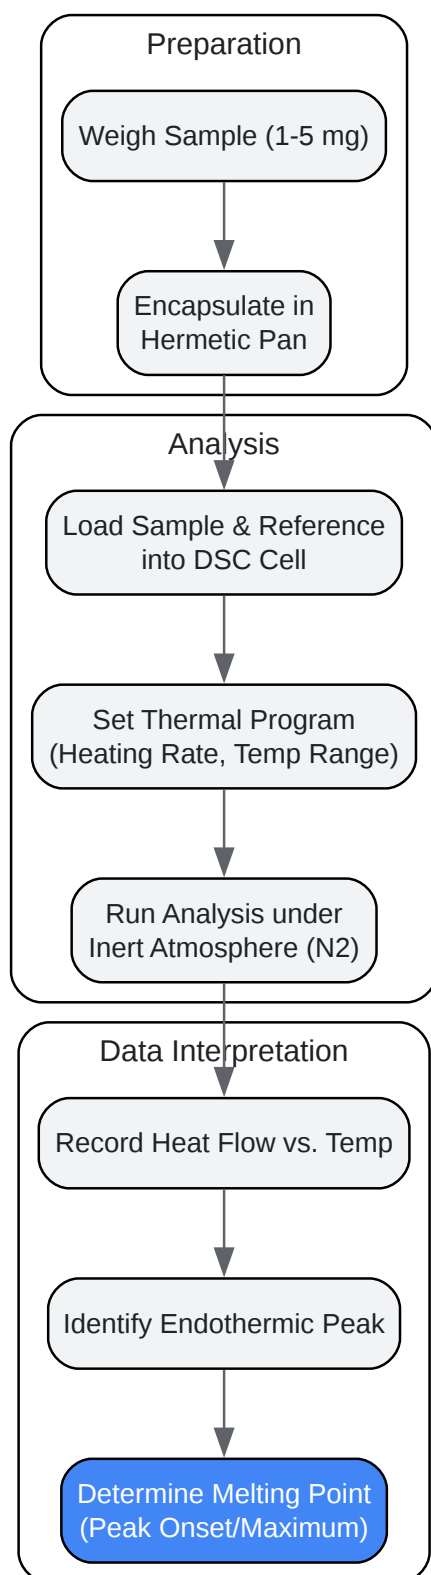 Preparation
Weigh Sample (1-5 mg)
Encapsulate in
Hermetic Pan
Analysis
Load Sample & Reference
into DSC Cell
Set Thermal Program
(Heating Rate, Temp Range)
Run Analysis under
Inert Atmosphere (N2)
Data Interpretation
Record Heat Flow vs. Temp
Identify Endothermic Peak
Determine Melting Point
(Peak Onset/Maximum)